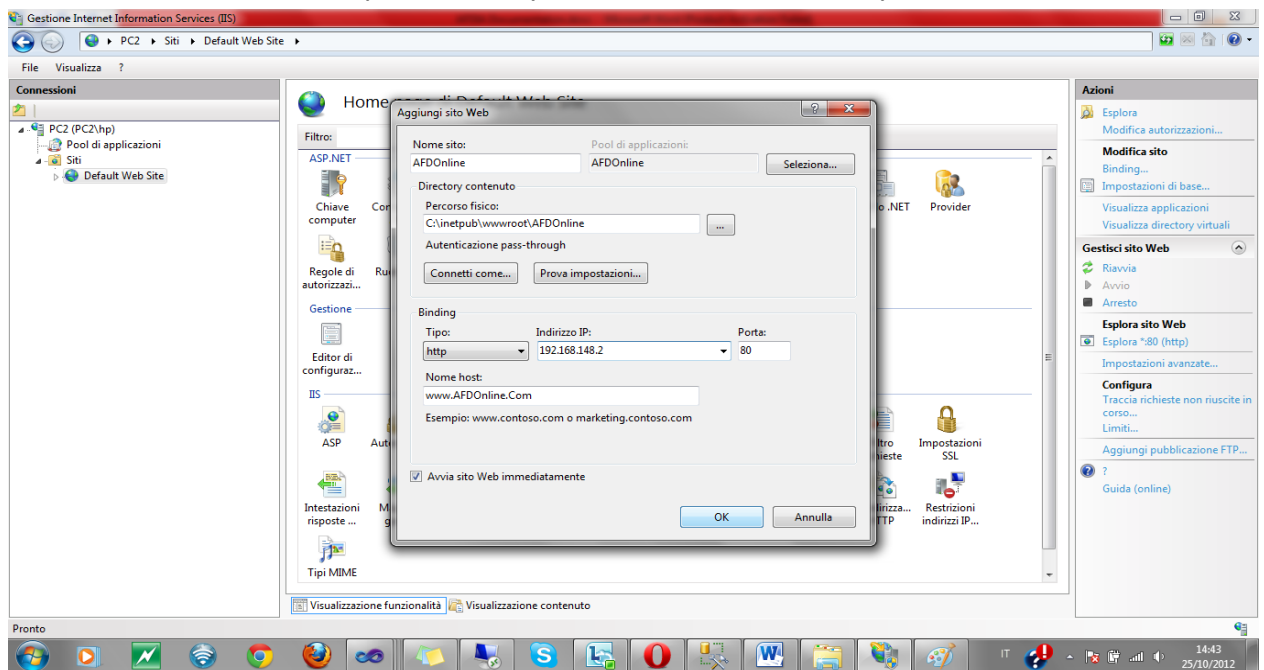 Gestione Internet Information Services (IIS)
PC2 Siti Default Web Site
File Visualizza ?
Connessioni
PC2 (PC2\hp)
Pool di applicazioni
Siti
Default Web Site
Filtro:
ASP.NET
Chiave computer
Regole di autorizzazi...
Gestione
Editor di configuraz...
IIS
ASP
Intestazioni risposte ...
Tipi MIME
.NET
Provider
Impostazioni SSL
Restrizioni indirizzi IP...
Aggiungi sito Web
Nome sito:
Pool di applicazioni:
AFDOnline
AFDOnline
Seleziona...
Directory contenuto
Percorso fisico:
C:\inetpub\wwwroot\AFDOnline
...
Autenticazione pass-through
Connetti come...
Prova impostazioni...
Binding
Tipo:
Indirizzo IP:
Porta:
http
192.168.148.2
80
Nome host:
www.AFDOnline.Com
Esempio: www.contoso.com o marketing.contoso.com
Avvia sito Web immediatamente
OK
Annulla
Visualizzazione funzionalità
Visualizzazione contenuto
Azioni
Esplora
Modifica autorizzazioni...
Modifica sito
Binding...
Impostazioni di base...
Visualizza applicazioni
Visualizza directory virtuali
Gestisci sito Web
Riavvia
Avvio
Arresto
Esplora sito Web
Esplora *:80 (http)
Impostazioni avanzate...
Configura
Traccia richieste non riuscite in
corso...
Limiti...
Aggiungi pubblicazione FTP...
?
Guida (online)
Pronto
IT
14:43
25/10/2012